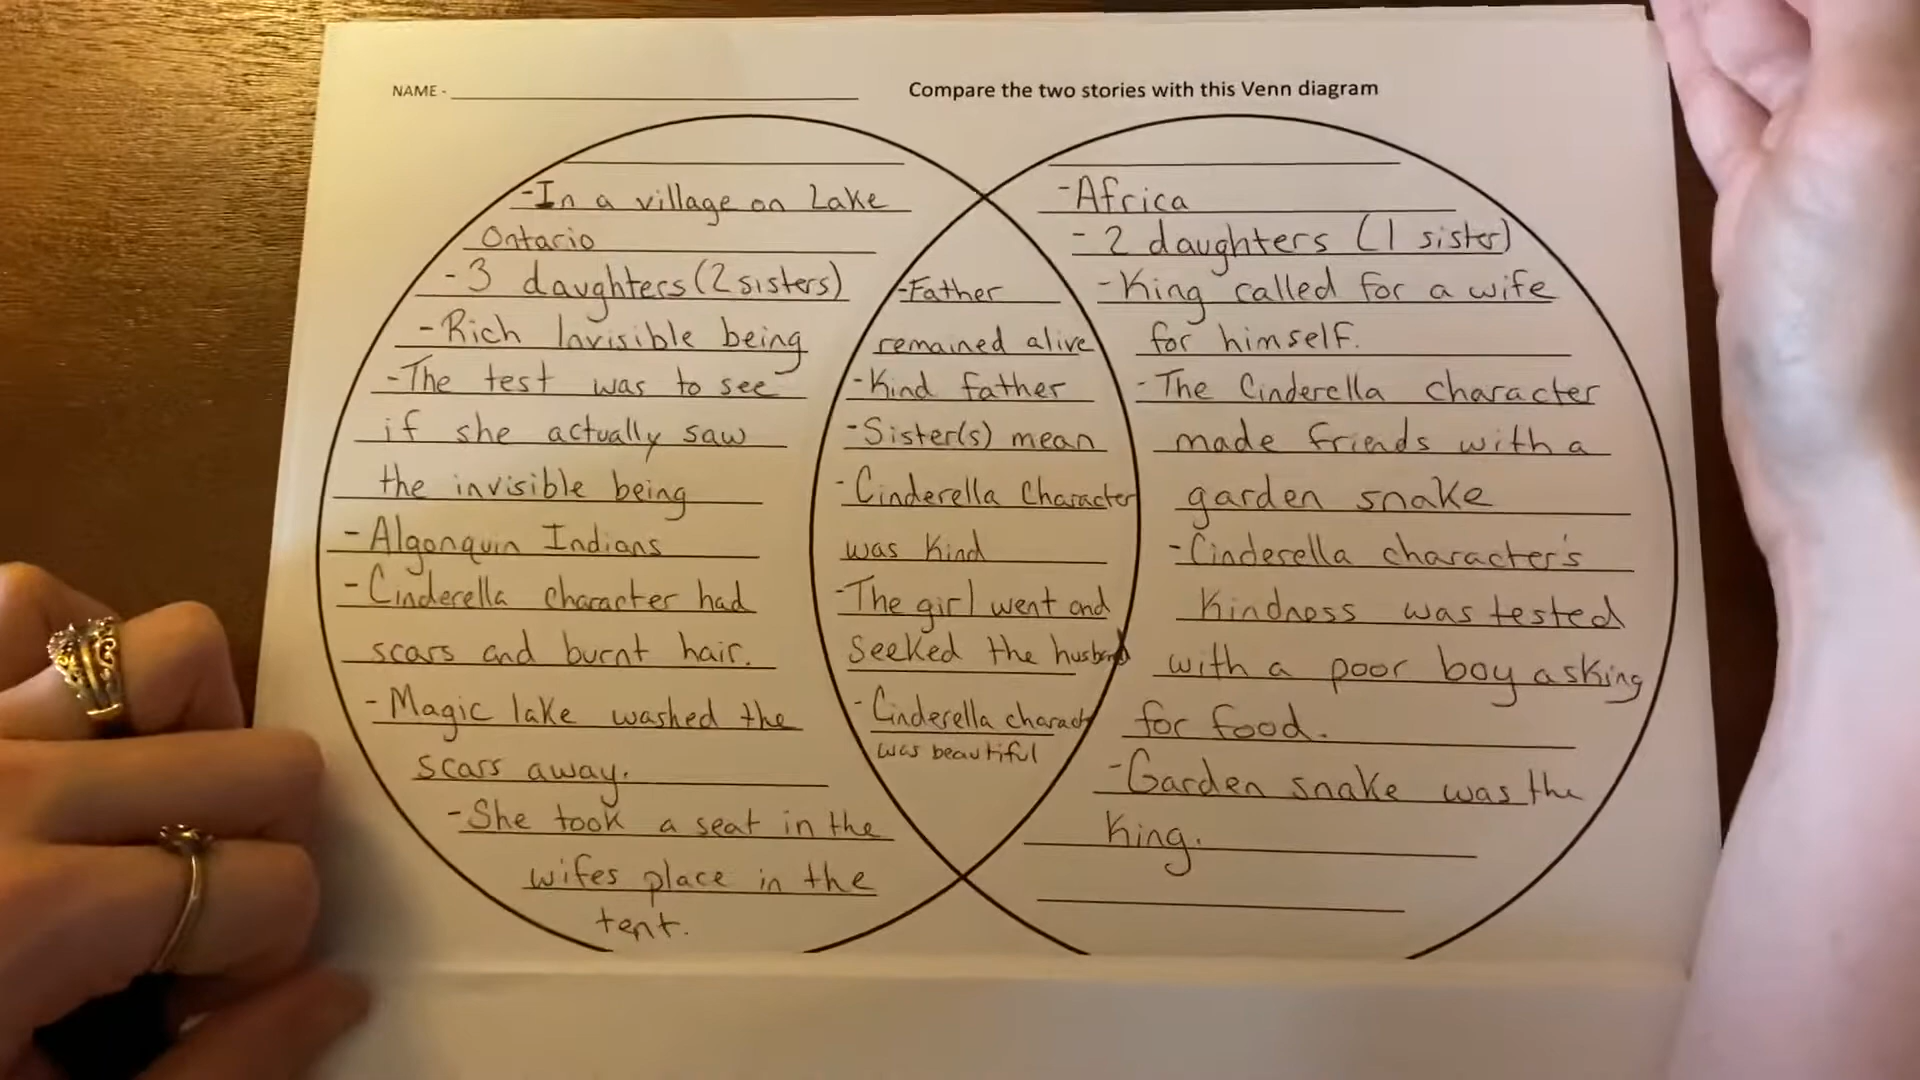 NAME -
Compare the two stories with this Venn diagram
-In a village on Lake
Ontario
-3 daughters (2 sisters)
-Rich Invisible being
-The test was to see
if she actually saw
the invisible being
-Algonquin Indians
-Cinderella character had
scars and burnt hair.
-Magic lake washed the
scars away.
-She took a seat in the
wifes place in the
tent.
-Father
remained alive
-Kind father
-Sister(s) mean
-Cinderella Character
was kind
-The girl went and
seeked the husband
-Cinderella charact
was beautiful
-Africa
-2 daughters (1 sister)
-King called for a wife
for himself.
-The Cinderella character
made friends with a
garden snake
-Cinderella character's
kindness was tested
with a poor boy asking
for food.
-Garden snake was the
king.